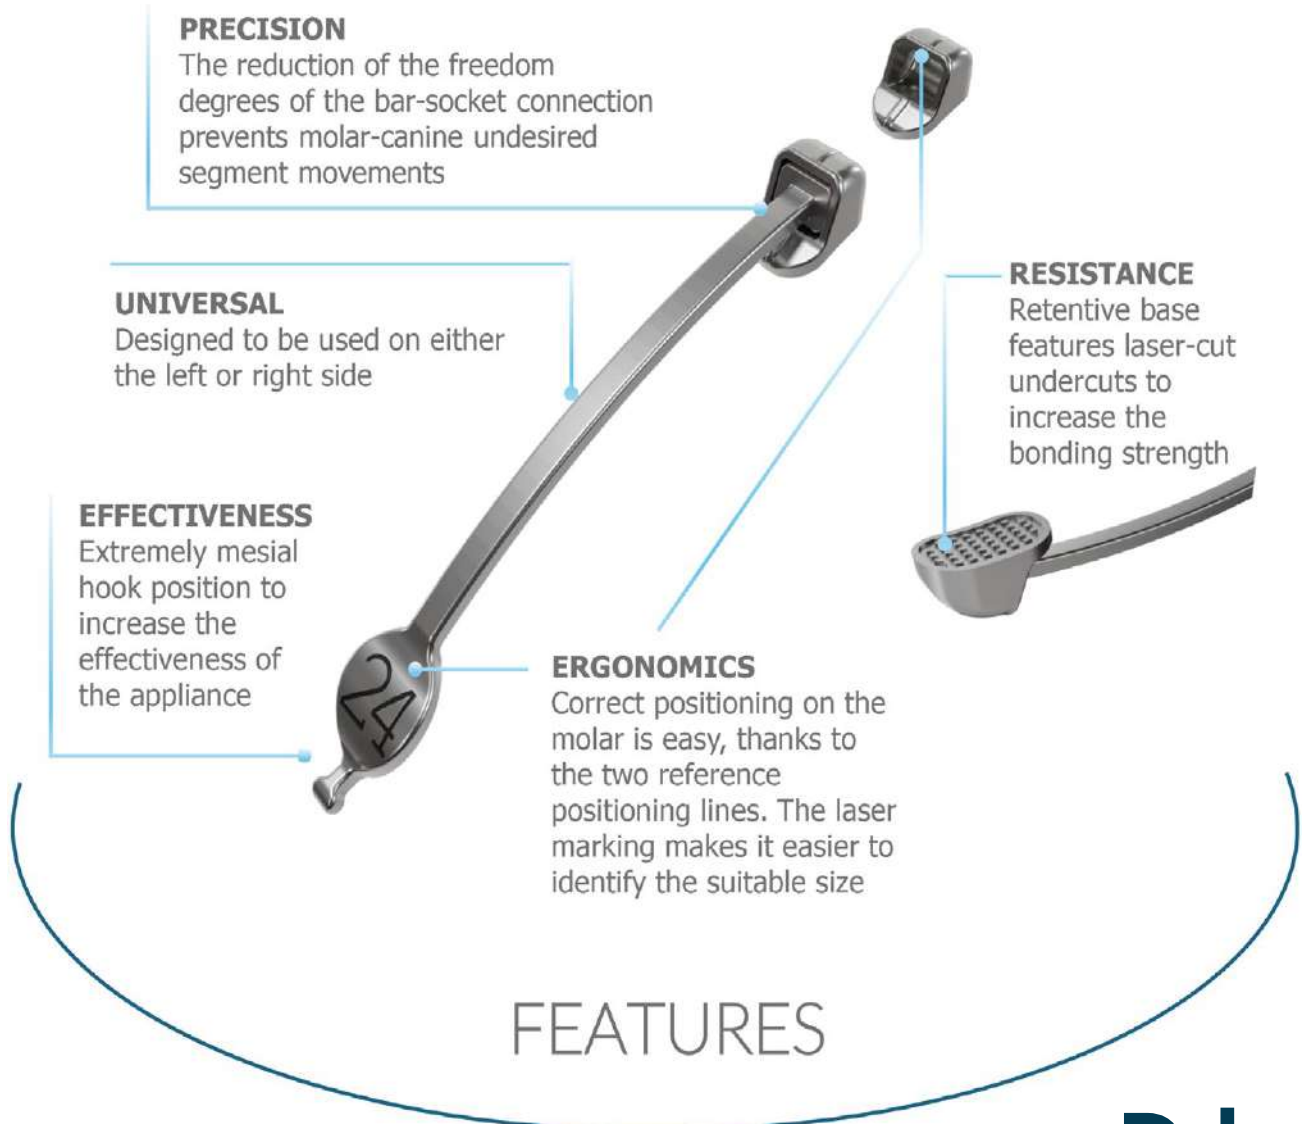 PRECISION
The reduction of the freedom
degrees of the bar-socket connection
prevents molar-canine undesired
segment movements
UNIVERSAL
Designed to be used on either
the left or right side
RESISTANCE
Retentive base
features laser-cut
undercuts to
increase the
bonding strength
EFFECTIVENESS
Extremely mesial
hook position to
increase the
effectiveness of
the appliance
24
ERGONOMICS
Correct positioning on the
molar is easy, thanks to
the two reference
positioning lines. The laser
marking makes it easier to
identify the suitable size
FEATURES